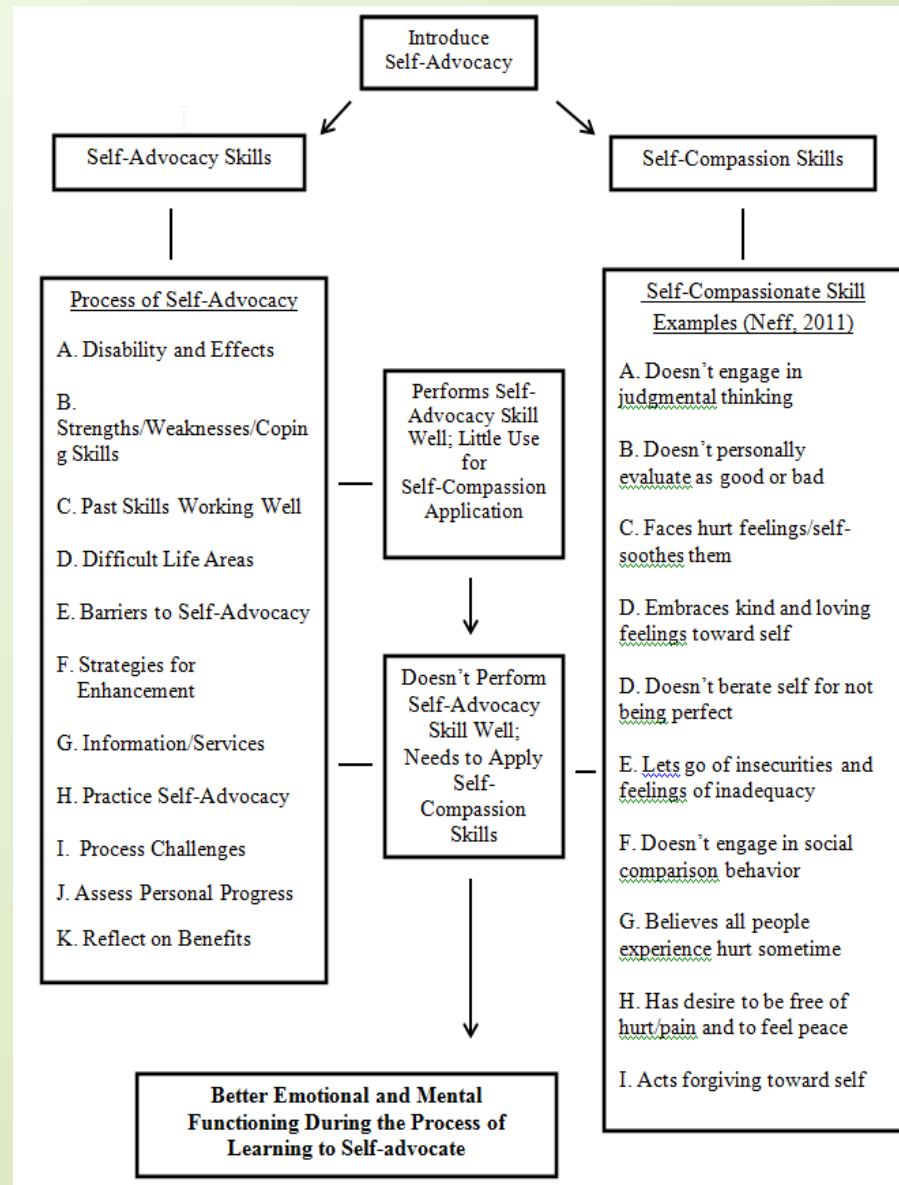 Introduce
Self-Advocacy
Self-Advocacy Skills
Self-Compassion Skills
Process of Self-Advocacy
A. Disability and Effects
B.
Strengths/Weaknesses/Copin
g Skills
C. Past Skills Working Well
D. Difficult Life Areas
E. Barriers to Self-Advocacy
F. Strategies for
Enhancement
G. Information/Services
H. Practice Self-Advocacy
I. Process Challenges
J. Assess Personal Progress
K. Reflect on Benefits
Performs Self-
Advocacy Skill
Well; Little Use
for
Self-Compassion
Application
Doesn’t Perform
Self-Advocacy
Skill Well;
Needs to Apply
Self-
Compassion
Skills
Self-Compassionate Skill
Examples (Neff, 2011)
A. Doesn’t engage in
judgmental thinking
B. Doesn’t personally
evaluate as good or bad
C. Faces hurt feelings/self-
soothes them
D. Embraces kind and loving
feelings toward self
D. Doesn’t berate self for not
being perfect
E. Lets go of insecurities and
feelings of inadequacy
F. Doesn’t engage in social
comparison behavior
G. Believes all people
experience hurt sometime
H. Has desire to be free of
hurt/pain and to feel peace
I. Acts forgiving toward self
Better Emotional and Mental
Functioning During the Process of
Learning to Self-advocate